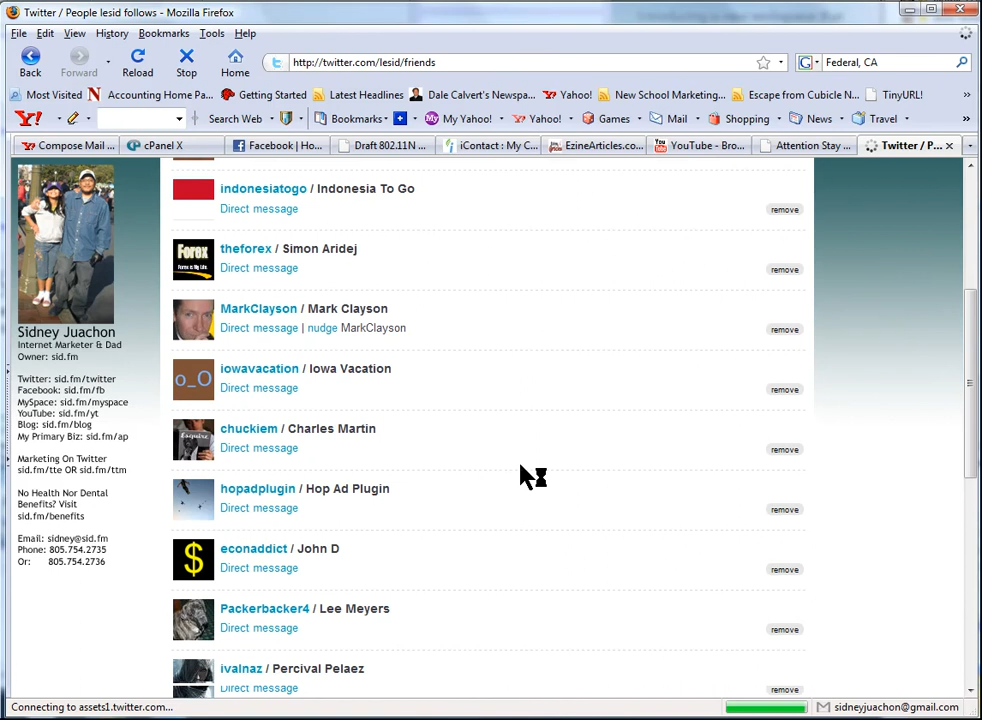 Twitter / People lesid follows - Mozilla Firefox
File Edit View History Bookmarks Tools Help
Back Forward Reload Stop Home http://twitter.com/lesid/friends G Federal, CA
Most Visited N Accounting Home Pa... Getting Started Latest Headlines Dale Calvert's Newspa... Yahoo! New School Marketing... Escape from Cubicle N... TinyURL! »
Y! Search Web Bookmarks My Yahoo! Yahoo! Games Mail Shopping News Travel »
Compose Mail ... cPanel X Facebook | Ho... Draft 802.11N ... iContact : My C... EzineArticles.co... YouTube - Bro... Attention Stay ... Twitter / P...
indonesiatogo / Indonesia To Go
Direct message
remove
Forex
Forex is My Life
theforex / Simon Aridej
Direct message
remove
MarkClayson / Mark Clayson
Direct message | nudge MarkClayson
remove
o_O
iowavacation / Iowa Vacation
Direct message
remove
Esquire
chuckiem / Charles Martin
Direct message
remove
hopadplugin / Hop Ad Plugin
Direct message
remove
$
econaddict / John D
Direct message
remove
Packerbacker4 / Lee Meyers
Direct message
remove
ivalnaz / Percival Pelaez
Direct message
remove
Sidney Juachon
Internet Marketer & Dad
Owner: sid.fm
Twitter: sid.fm/twitter
Facebook: sid.fm/fb
MySpace: sid.fm/myspace
YouTube: sid.fm/yt
Blog: sid.fm/blog
My Primary Biz: sid.fm/ap
Marketing On Twitter
sid.fm/tte OR sid.fm/ttm
No Health Nor Dental
Benefits? Visit
sid.fm/benefits
Email: sidney@sid.fm
Phone: 805.754.2735
Or: 805.754.2736
Connecting to assets1.twitter.com... sidneyjuachon@gmail.com